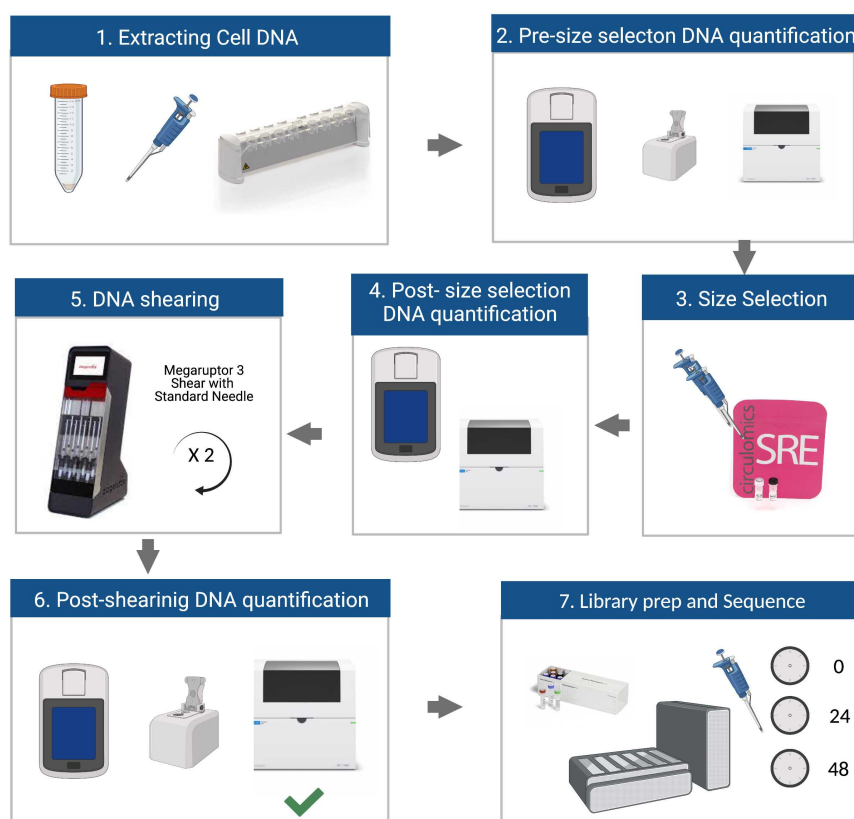 1. Extracting Cell DNA
2. Pre-size selecton DNA quantification
3. Size Selection
circulomics
SRE
4. Post- size selection
DNA quantification
5. DNA shearing
Megaruptor 3
Shear with
Standard Needle
X 2
6. Post-shearinig DNA quantification
7. Library prep and Sequence
0
24
48